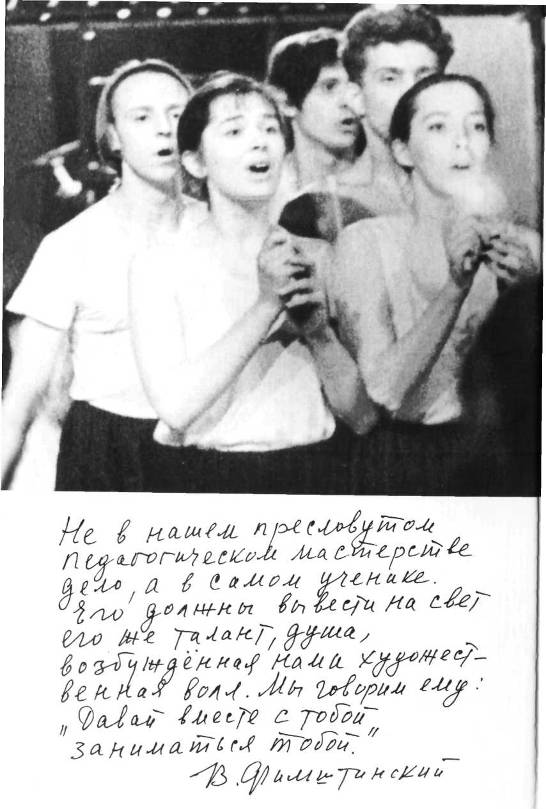 Не в нашем пресловутом
педагогическом мастерстве
дело, а в самом ученике.
Его должны вывести на свет
его же талант, душа,
возбуждённая нами художест-
венная воля. Мы говорим ему:
„Давай вместе с тобой
заниматься тобой."
В. Фимштинский